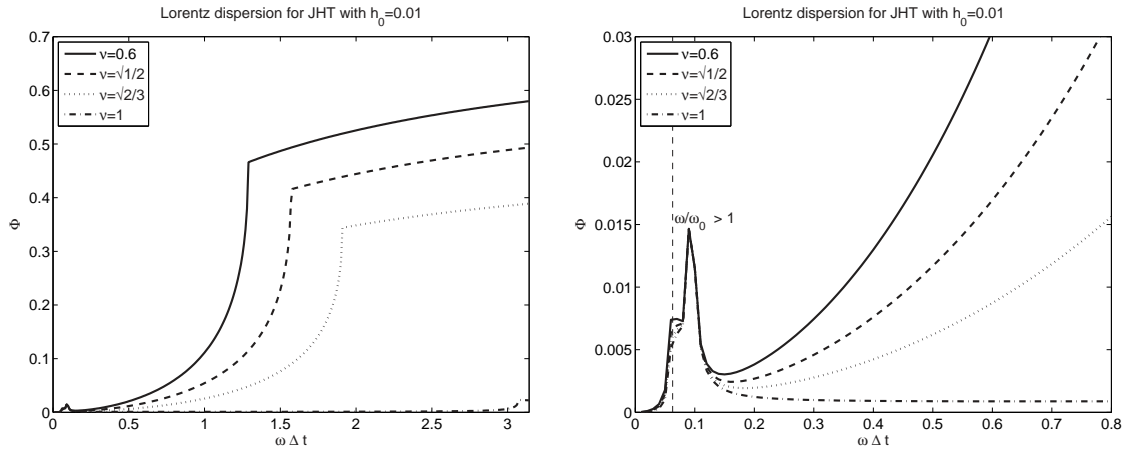 Lorentz dispersion for JHT with h₀=0.01
0.7
0.6
0.5
0.4
0.3
0.2
0.1
0
Φ
ν=0.6
ν=√1/2
ν=√2/3
ν=1
0 0.5 1 1.5 2 2.5 3
ω Δ t
Lorentz dispersion for JHT with h₀=0.01
0.03
0.025
0.02
0.015
0.01
0.005
0
Φ
ν=0.6
ν=√1/2
ν=√2/3
ν=1
ω/ω₀ > 1
0 0.1 0.2 0.3 0.4 0.5 0.6 0.7 0.8
ω Δ t